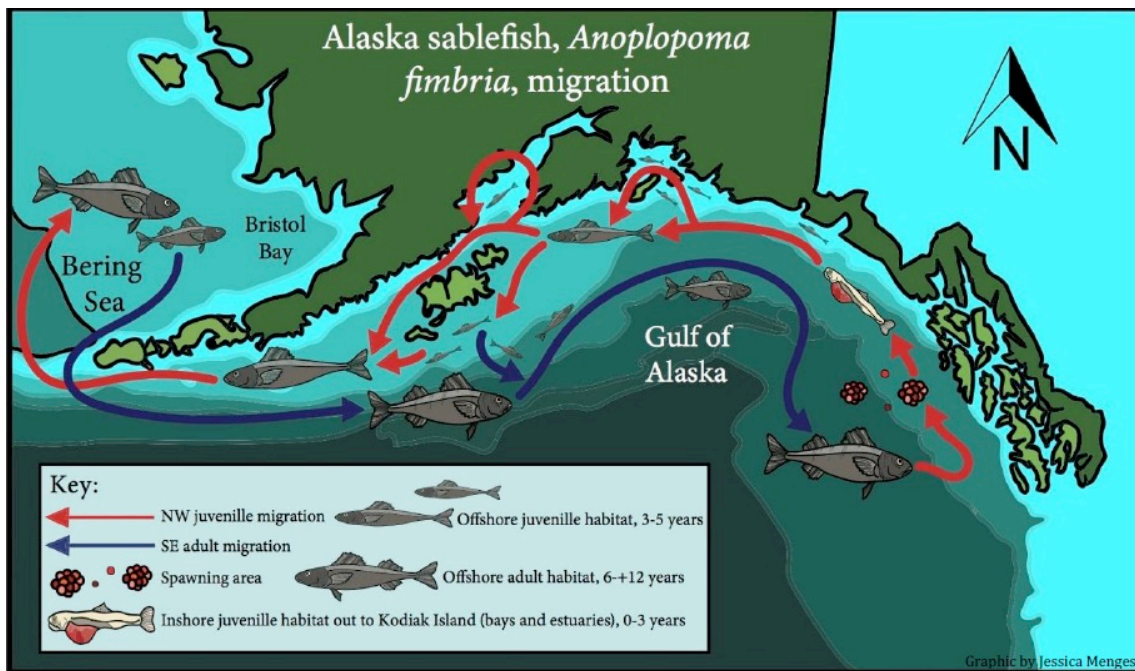 Alaska sablefish, Anoplopoma
fimbria, migration
N
Bristol
Bay
Bering
Sea
Gulf of
Alaska
Key:
NW juvenille migration
Offshore juvenille habitat, 3-5 years
SE adult migration
Spawning area
Offshore adult habitat, 6-+12 years
Inshore juvenille habitat out to Kodiak Island (bays and estuaries), 0-3 years
Graphic by Jessica Menges